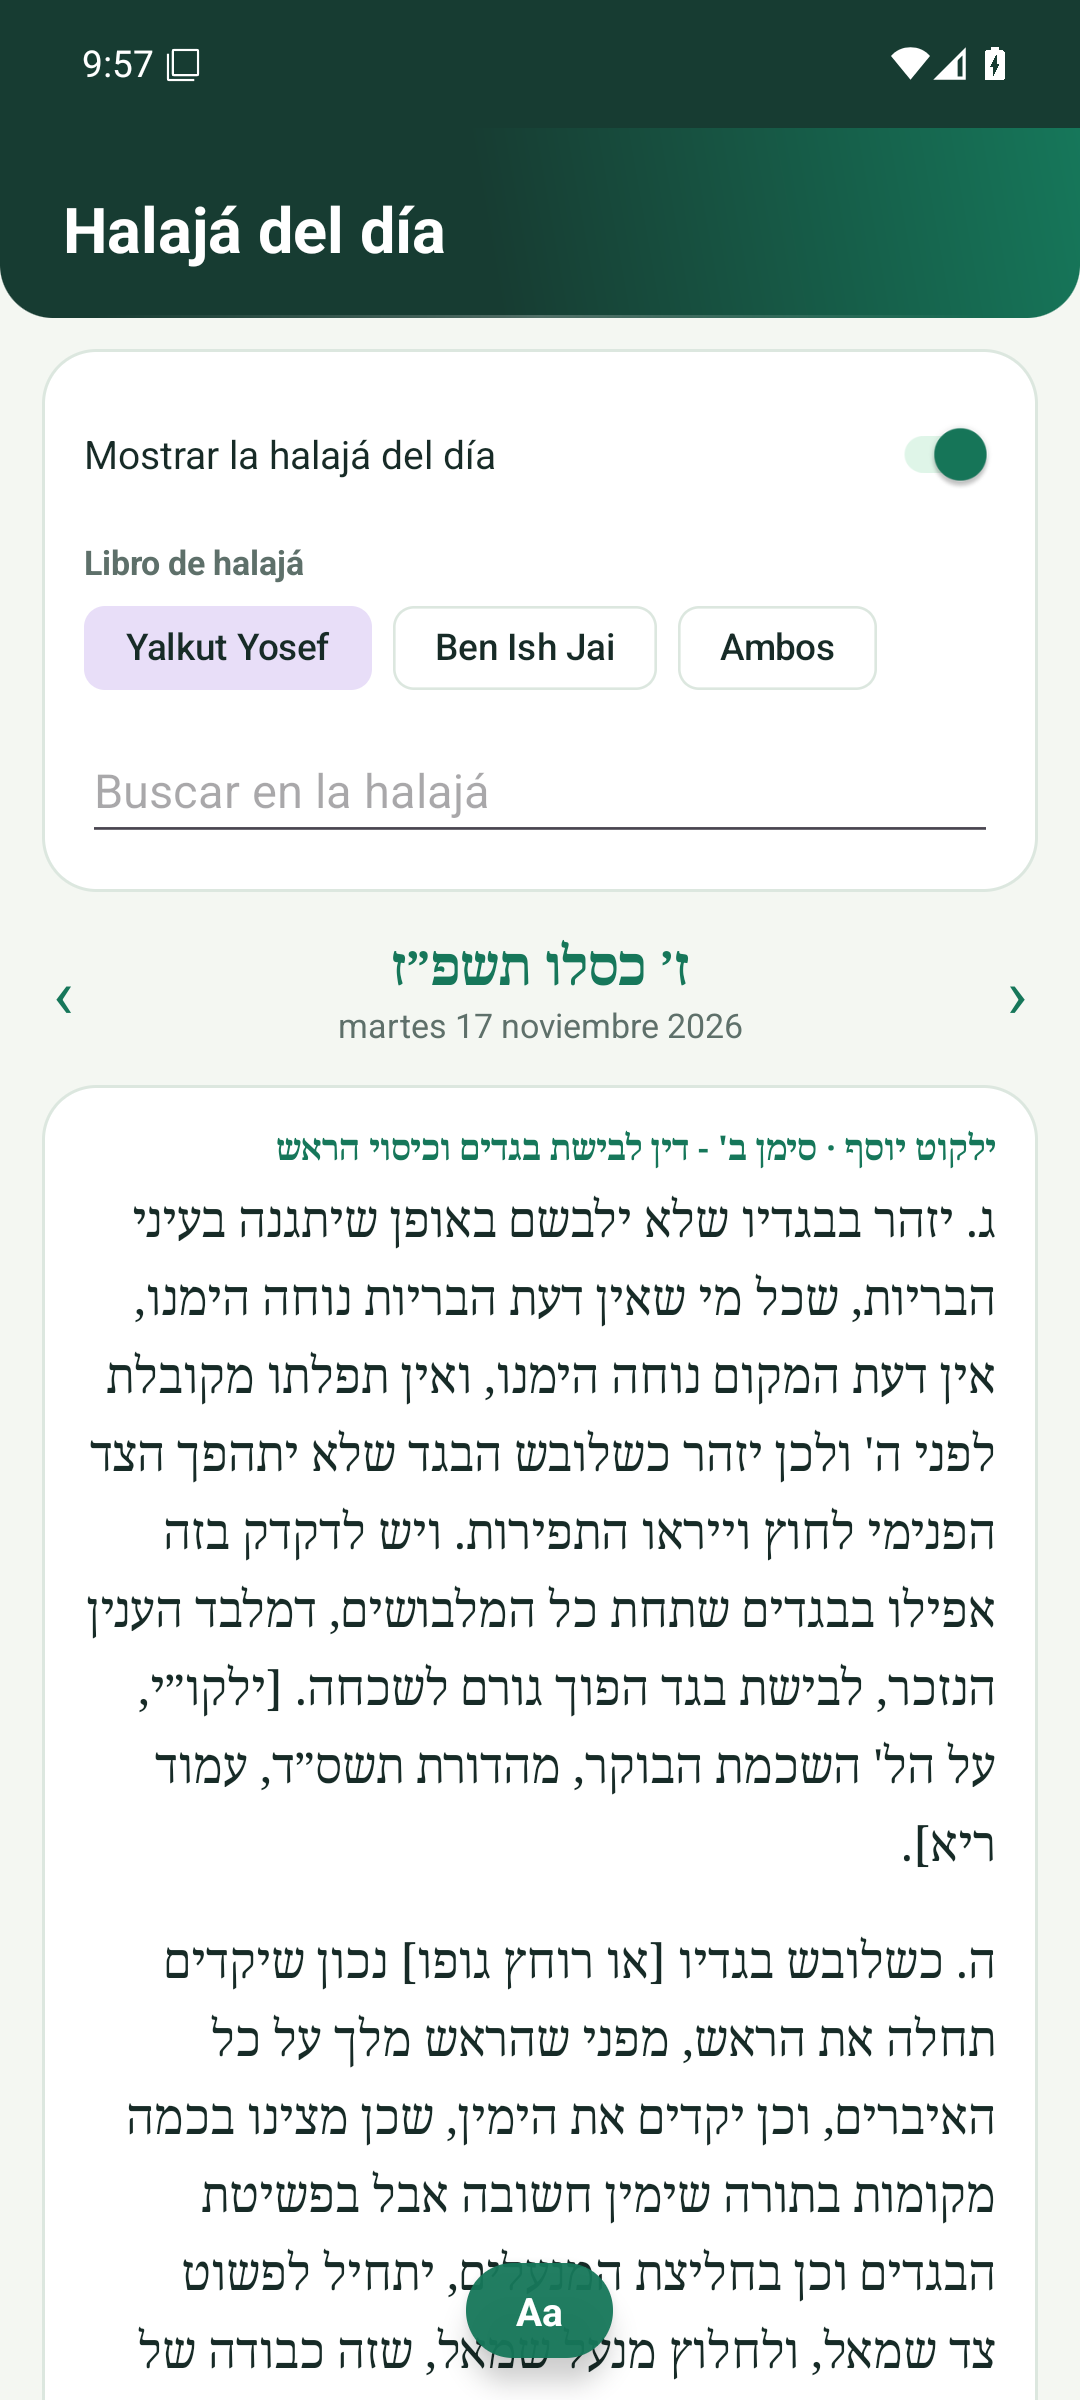 9:57
Halajá del día
Mostrar la halajá del día
Libro de halajá
Yalkut Yosef
Ben Ish Jai
Ambos
Buscar en la halajá
ז׳ כסלו תשפ״ז
‹
›
martes 17 noviembre 2026
ילקוט יוסף · סימן ב' - דין לבישת בגדים וכיסוי הראש
ג. יזהר בבגדיו שלא ילבשם באופן שיתגנה בעיני
הבריות, שכל מי שאין דעת הבריות נוחה הימנו,
אין דעת המקום נוחה הימנו, ואין תפלתו מקובלת
לפני ה' ולכן יזהר כשלובש הבגד שלא יתהפך הצד
הפנימי לחוץ וייראו התפירות. ויש לדקדק בזה
אפילו בבגדים שתחת כל המלבושים, דמלבד הענין
הנזכר, לבישת בגד הפוך גורם לשכחה. [ילקו״י,
על הל' השכמת הבוקר, מהדורת תשס״ד, עמוד
ריא].
ה. כשלובש בגדיו [או רוחץ גופו] נכון שיקדים
תחלה את הראש, מפני שהראש מלך על כל
האיברים, וכן יקדים את הימין, שכן מצינו בכמה
מקומות בתורה שימין חשובה אבל בפשיטת
הבגדים וכן בחליצת המנעלים, יתחיל לפשוט
צד שמאל, ולחלוץ מנעל שמאל, שזה כבודה של
Aa